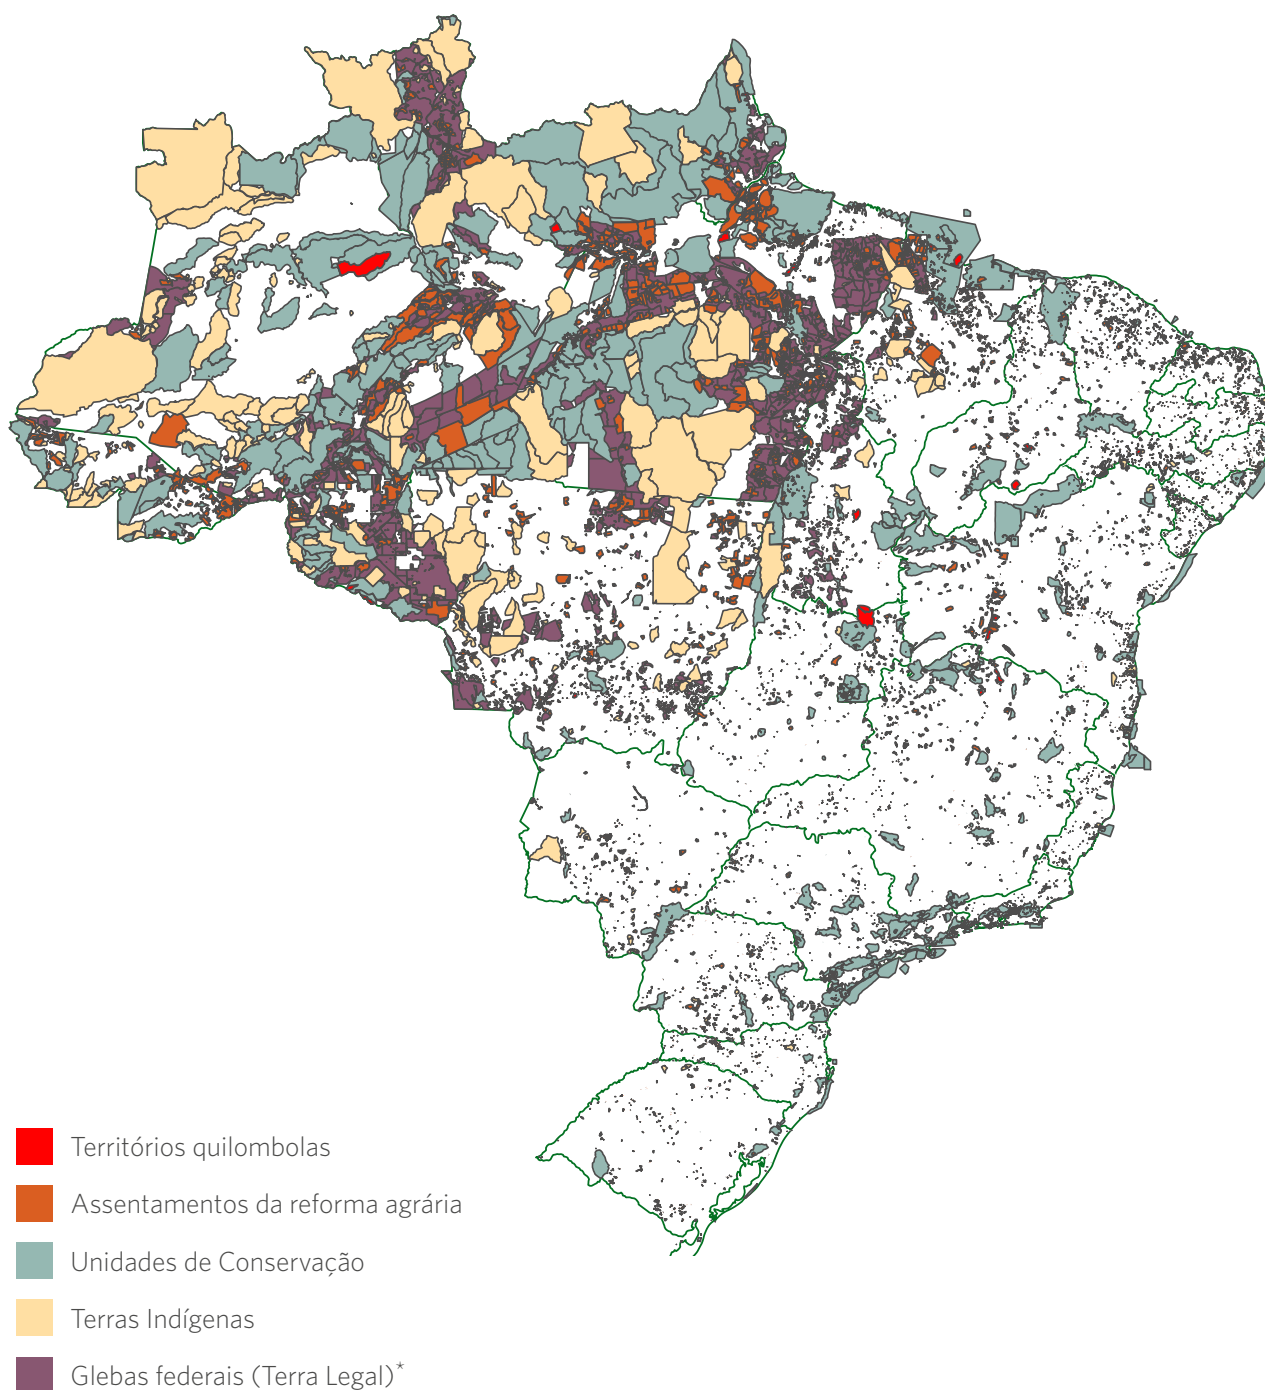 Territórios quilombolas
Assentamentos da reforma agrária
Unidades de Conservação
Terras Indígenas
Glebas federais (Terra Legal)*